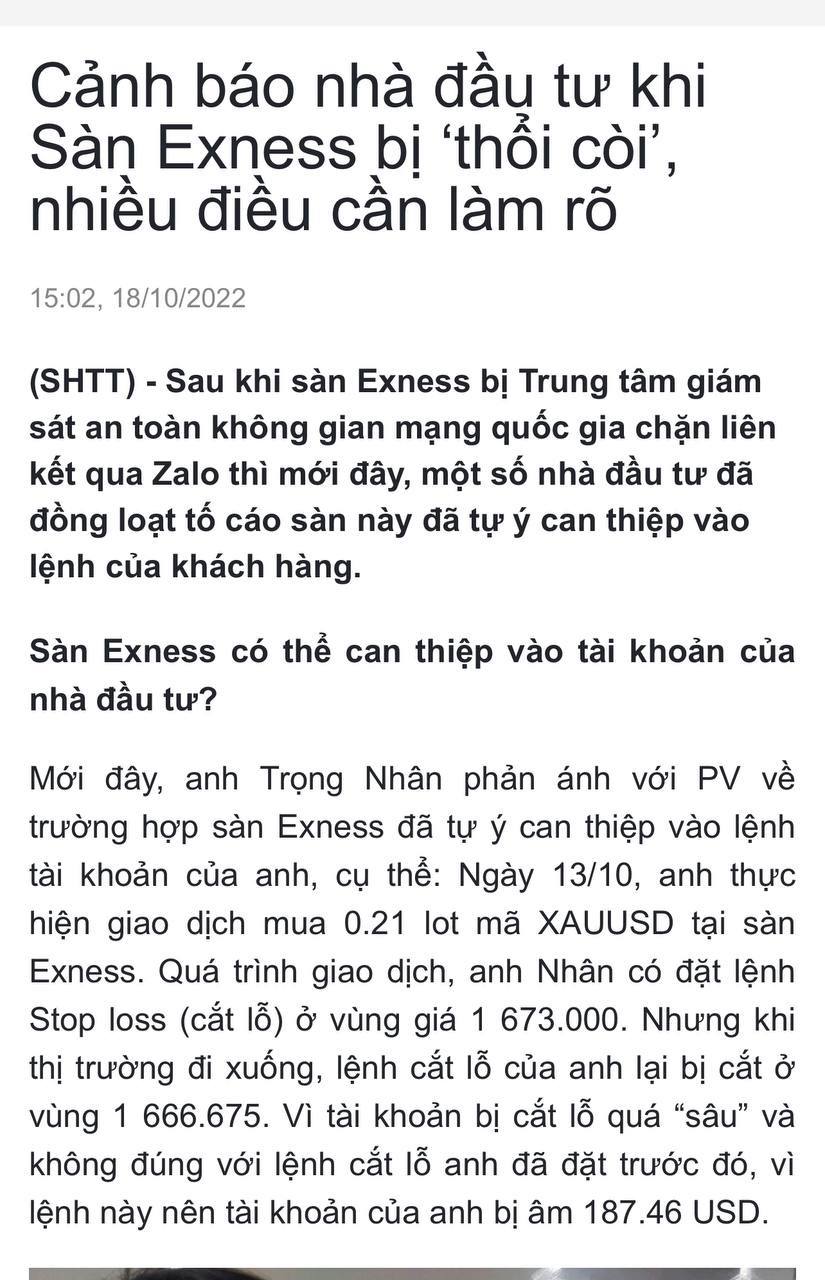 Cảnh báo nhà đầu tư khi
Sàn Exness bị ‘thổi còi’,
nhiều điều cần làm rõ
15:02, 18/10/2022
(SHTT) - Sau khi sàn Exness bị Trung tâm giám
sát an toàn không gian mạng quốc gia chặn liên
kết qua Zalo thì mới đây, một số nhà đầu tư đã
đồng loạt tố cáo sàn này đã tự ý can thiệp vào
lệnh của khách hàng.
Sàn Exness có thể can thiệp vào tài khoản của
nhà đầu tư?
Mới đây, anh Trọng Nhân phản ánh với PV về
trường hợp sàn Exness đã tự ý can thiệp vào lệnh
tài khoản của anh, cụ thể: Ngày 13/10, anh thực
hiện giao dịch mua 0.21 lot mã XAUUSD tại sàn
Exness. Quá trình giao dịch, anh Nhân có đặt lệnh
Stop loss (cắt lỗ) ở vùng giá 1 673.000. Nhưng khi
thị trường đi xuống, lệnh cắt lỗ của anh lại bị cắt ở
vùng 1 666.675. Vì tài khoản bị cắt lỗ quá “sâu” và
không đúng với lệnh cắt lỗ anh đã đặt trước đó, vì
lệnh này nên tài khoản của anh bị âm 187.46 USD.